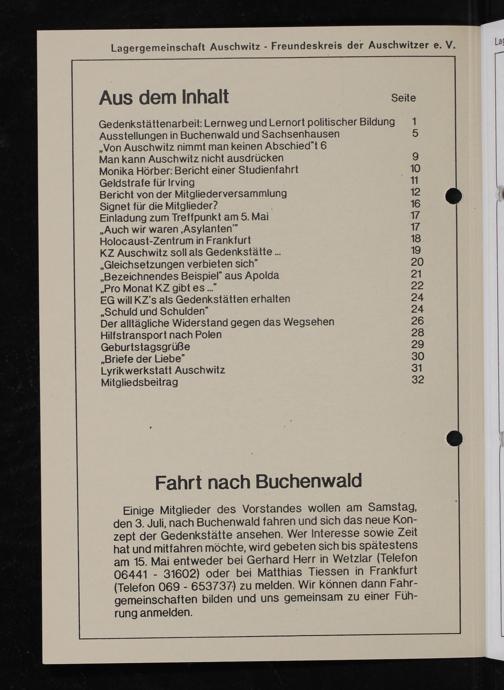 Lagergemeinschaft Auschwitz - Freundeskreis der Auschwitzer e. V.
Aus dem Inhalt Seite
Gedenkstättenarbeit: Lernweg und Lernort politischer Bildung 1
Ausstellungen in Buchenwald und Sachsenhausen 5
„Von Auschwitz nimmt man keinen Abschied"t 6
Man kann Auschwitz nicht ausdrücken 9
Monika Hörber: Bericht einer Studienfahrt 10
Geldstrafe für Irving 11
Bericht von der Mitgliederversammlung 12
Signet für die Mitglieder? 16
Einladung zum Treffpunkt am 5. Mai 17
„Auch wir waren ‚Asylanten'" 17
Holocaust-Zentrum in Frankfurt 18
KZ Auschwitz soll als Gedenkstätte ... 19
„Gleichsetzungen verbieten sich" 20
„Bezeichnendes Beispiel" aus Apolda 21
„Pro Monat KZ gibt es ..." 22
EG will KZ's als Gedenkstätten erhalten 24
„Schuld und Schulden" 24
Der alltägliche Widerstand gegen das Wegsehen 26
Hilfstransport nach Polen 28
Geburtstagsgrüße 29
„Briefe der Liebe" 30
Lyrikwerkstatt Auschwitz 31
Mitgliedsbeitrag 32
Fahrt nach Buchenwald
Einige Mitglieder des Vorstandes wollen am Samstag,
den 3. Juli, nach Buchenwald fahren und sich das neue Kon-
zept der Gedenkstätte ansehen. Wer Interesse sowie Zeit
hat und mitfahren möchte, wird gebeten sich bis spätestens
am 15. Mai entweder bei Gerhard Herr in Wetzlar (Telefon
06441 - 31602) oder bei Matthias Tiessen in Frankfurt
(Telefon 069 - 653737) zu melden. Wir können dann Fahr-
gemeinschaften bilden und uns gemeinsam zu einer Füh-
rung anmelden.